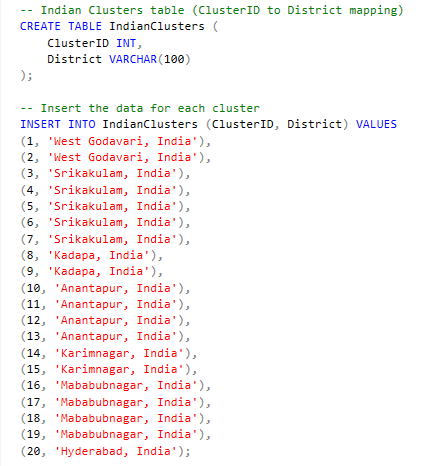 -- Indian Clusters table (ClusterID to District mapping)
CREATE TABLE IndianClusters (
    ClusterID INT,
    District VARCHAR(100)
);

-- Insert the data for each cluster
INSERT INTO IndianClusters (ClusterID, District) VALUES
(1, 'West Godavari, India'),
(2, 'West Godavari, India'),
(3, 'Srikakulam, India'),
(4, 'Srikakulam, India'),
(5, 'Srikakulam, India'),
(6, 'Srikakulam, India'),
(7, 'Srikakulam, India'),
(8, 'Kadapa, India'),
(9, 'Kadapa, India'),
(10, 'Anantapur, India'),
(11, 'Anantapur, India'),
(12, 'Anantapur, India'),
(13, 'Anantapur, India'),
(14, 'Karimnagar, India'),
(15, 'Karimnagar, India'),
(16, 'Mababubnagar, India'),
(17, 'Mababubnagar, India'),
(18, 'Mababubnagar, India'),
(19, 'Mababubnagar, India'),
(20, 'Hyderabad, India');